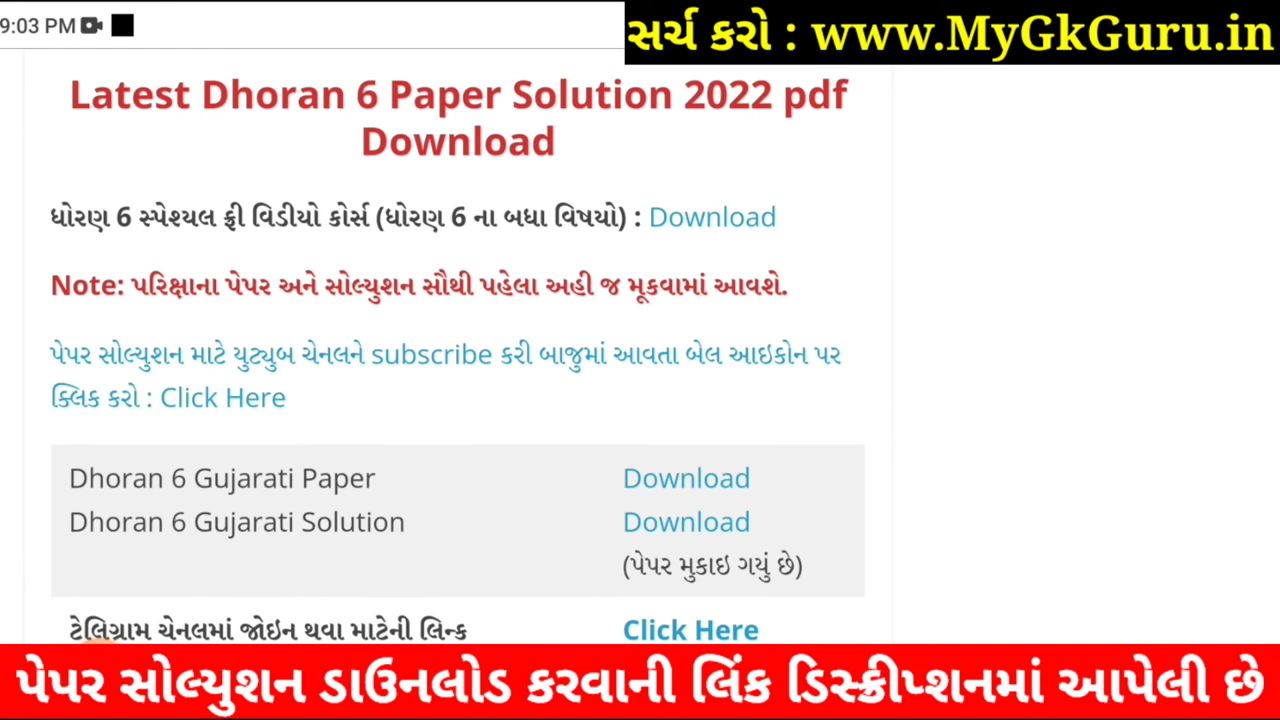 9:03 PM
સર્ચ કરો : www.MyGkGuru.in
Latest Dhoran 6 Paper Solution 2022 pdf
Download
ધોરણ 6 સ્પેશ્યલ ફ્રી વિડીયો કોર્સ (ધોરણ 6 ના બધા વિષયો) : Download
Note: પરિક્ષાના પેપર અને સોલ્યુશન સૌથી પહેલા અહી જ મૂકવામાં આવશે.
પેપર સોલ્યુશન માટે યુટ્યુબ ચેનલને subscribe કરી બાજુમાં આવતા બેલ આઇકોન પર
ક્લિક કરો : Click Here
Dhoran 6 Gujarati Paper Download
Dhoran 6 Gujarati Solution Download
(પેપર મુકાઇ ગયું છે)
ટેલિગ્રામ ચેનલમાં જોઇન થવા માટેની લિન્ક Click Here
પેપર સોલ્યુશન ડાઉનલોડ કરવાની લિંક ડિસ્ક્રીપ્શનમાં આપેલી છે